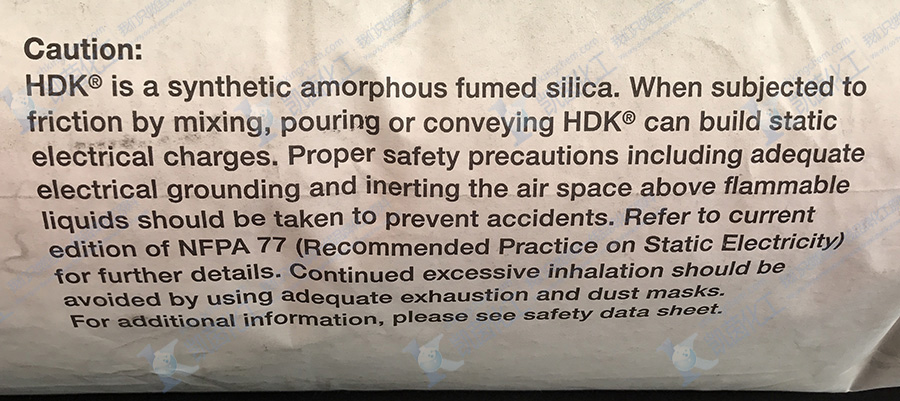 Caution:
HDK® is a synthetic amorphous fumed silica. When subjected to
friction by mixing, pouring or conveying HDK® can build static
electrical charges. Proper safety precautions including adequate
electrical grounding and inerting the air space above flammable
liquids should be taken to prevent accidents. Refer to current
edition of NFPA 77 (Recommended Practice on Static Electricity)
for further details. Continued excessive inhalation should be
avoided by using adequate exhaustion and dust masks.
For additional information, please see safety data sheet.